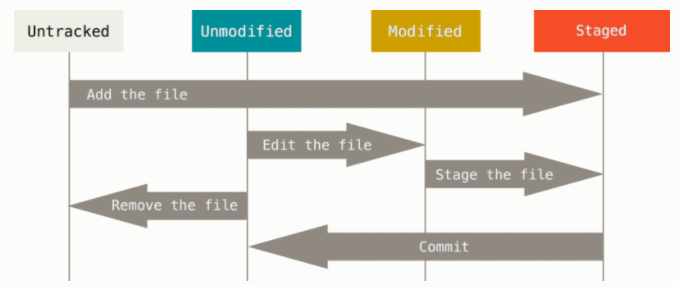 Untracked
Unmodified
Modified
Staged
Add the file
Edit the file
Stage the file
Remove the file
Commit